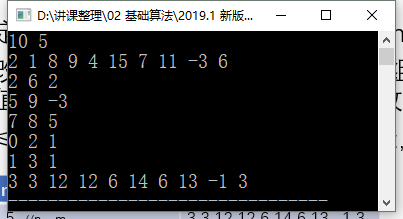 D:\讲课整理\02 基础算法\2019.1 新版...
10 5
2 1 8 9 4 15 7 11 -3 6
2 6 2
5 9 -3
7 8 5
0 2 1
1 3 1
3 3 12 12 6 14 6 13 -1 3
--------------------------------